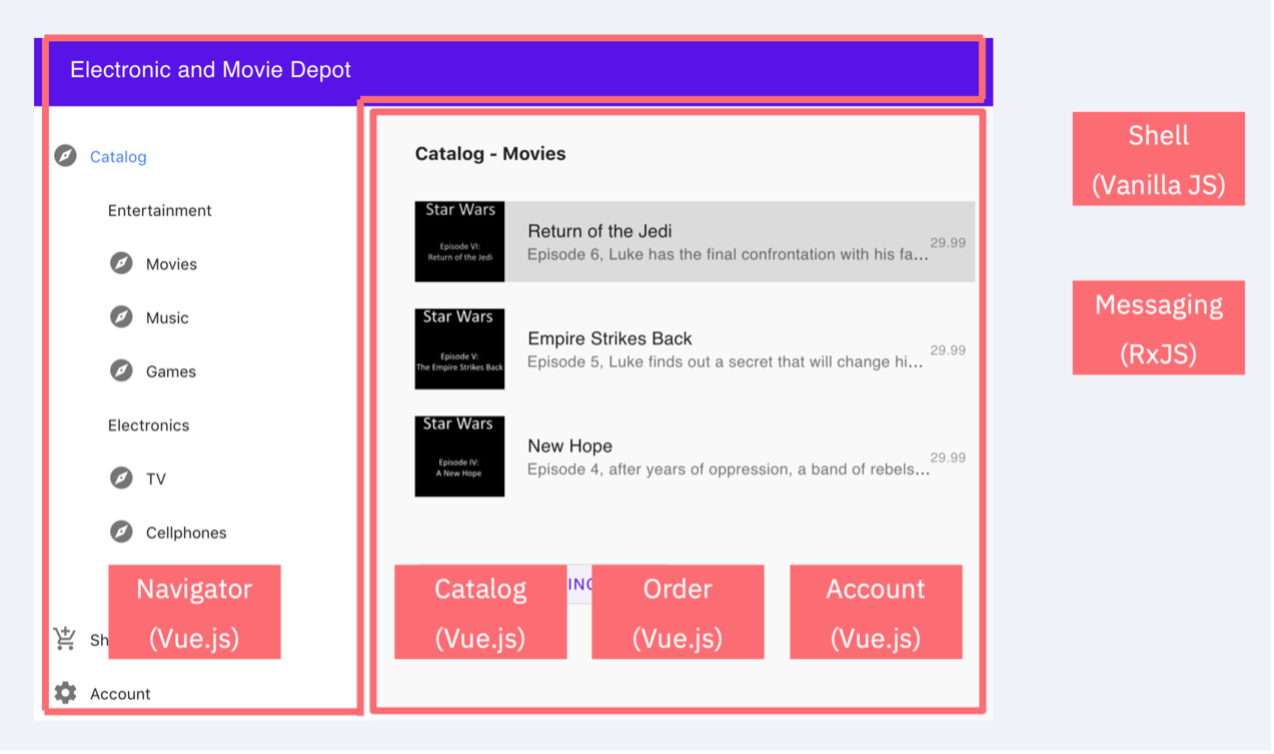 Electronic and Movie Depot
Catalog
Entertainment
Movies
Music
Games
Electronics
TV
Cellphones
Navigator
(Vue.js)
Sh
Account
Catalog - Movies
Star Wars
Episode VI:
Return of the Jedi
Return of the Jedi
Episode 6, Luke has the final confrontation with his fa...
29.99
Star Wars
Episode V:
The Empire Strikes Back
Empire Strikes Back
Episode 5, Luke finds out a secret that will change hi...
29.99
Star Wars
Episode IV:
A New Hope
New Hope
Episode 4, after years of oppression, a band of rebels...
29.99
Catalog
(Vue.js)
Order
(Vue.js)
Account
(Vue.js)
Shell
(Vanilla JS)
Messaging
(RxJS)